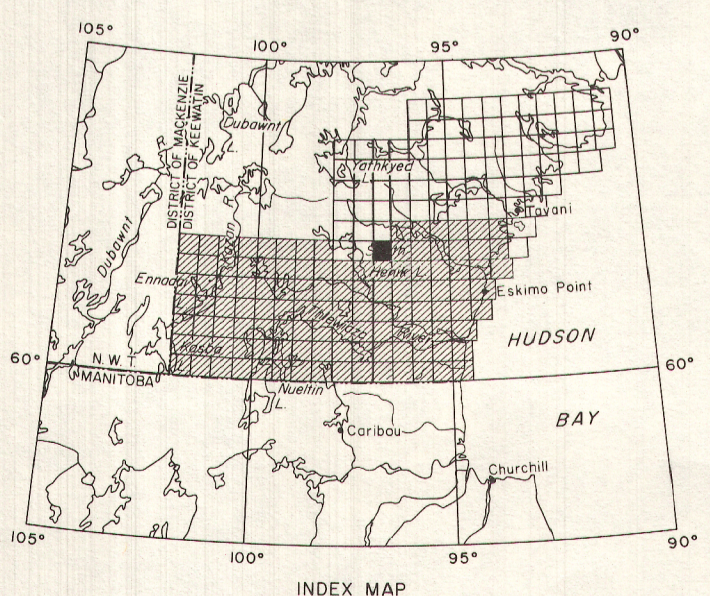 105°
100°
95°
90°
DISTRICT OF MACKENZIE
DISTRICT OF KEEWATIN
Dubawnt
R.
Yathkyed
L.
R
Kazan
Dubawnt
Tavani
Henik L.
Ennadai
Eskimo Point
River
HUDSON
Kasba
60°
N. W. T.
MANITOBA
60°
Nueltin
L.
BAY
Caribou
Churchill
105°
100°
95°
90°
INDEX MAP